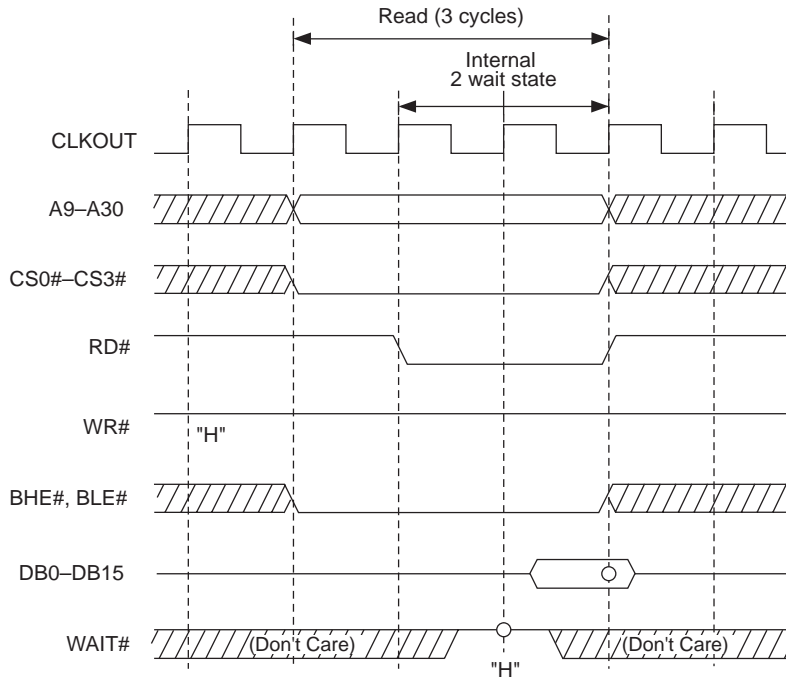 Read (3 cycles)
Internal
2 wait state
CLKOUT
A9–A30
CS0#–CS3#
RD#
WR#
"H"
BHE#, BLE#
DB0–DB15
WAIT#
(Don't Care)
"H"
(Don't Care)